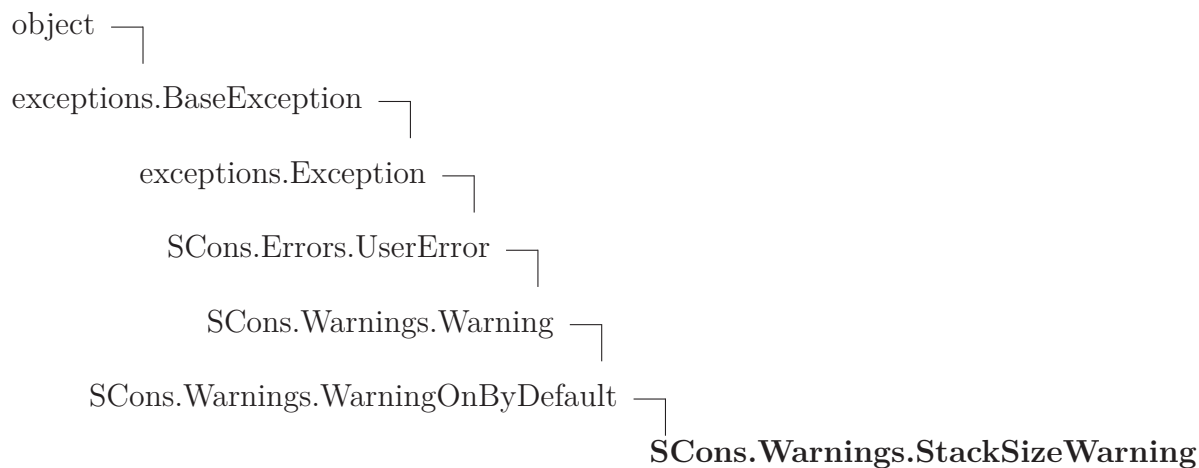 object
exceptions.BaseException
exceptions.Exception
SCons.Errors.UserError
SCons.Warnings.Warning
SCons.Warnings.WarningOnByDefault
SCons.Warnings.StackSizeWarning